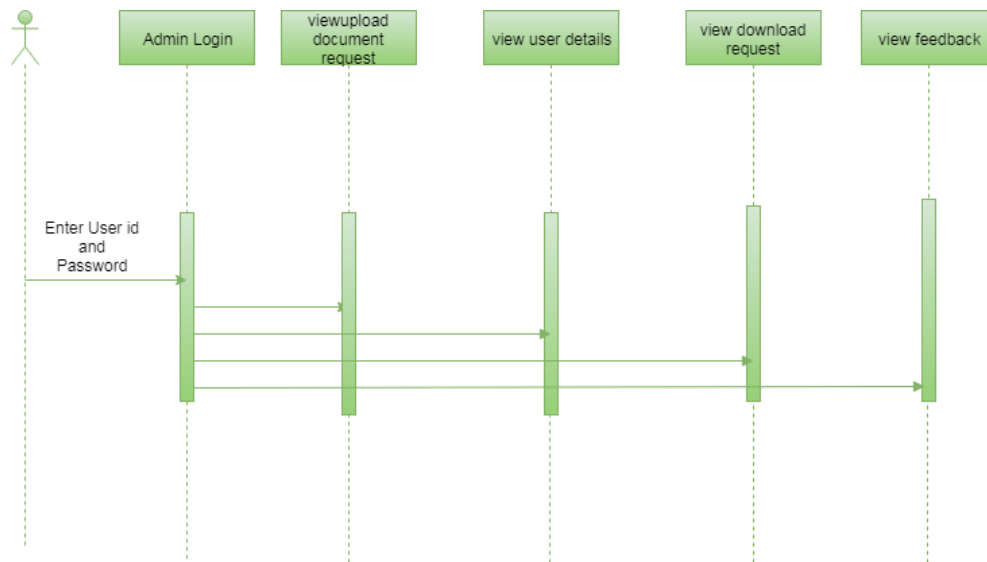 Admin Login
viewupload
document
request
view user details
view download
request
view feedback
Enter User id
and
Password